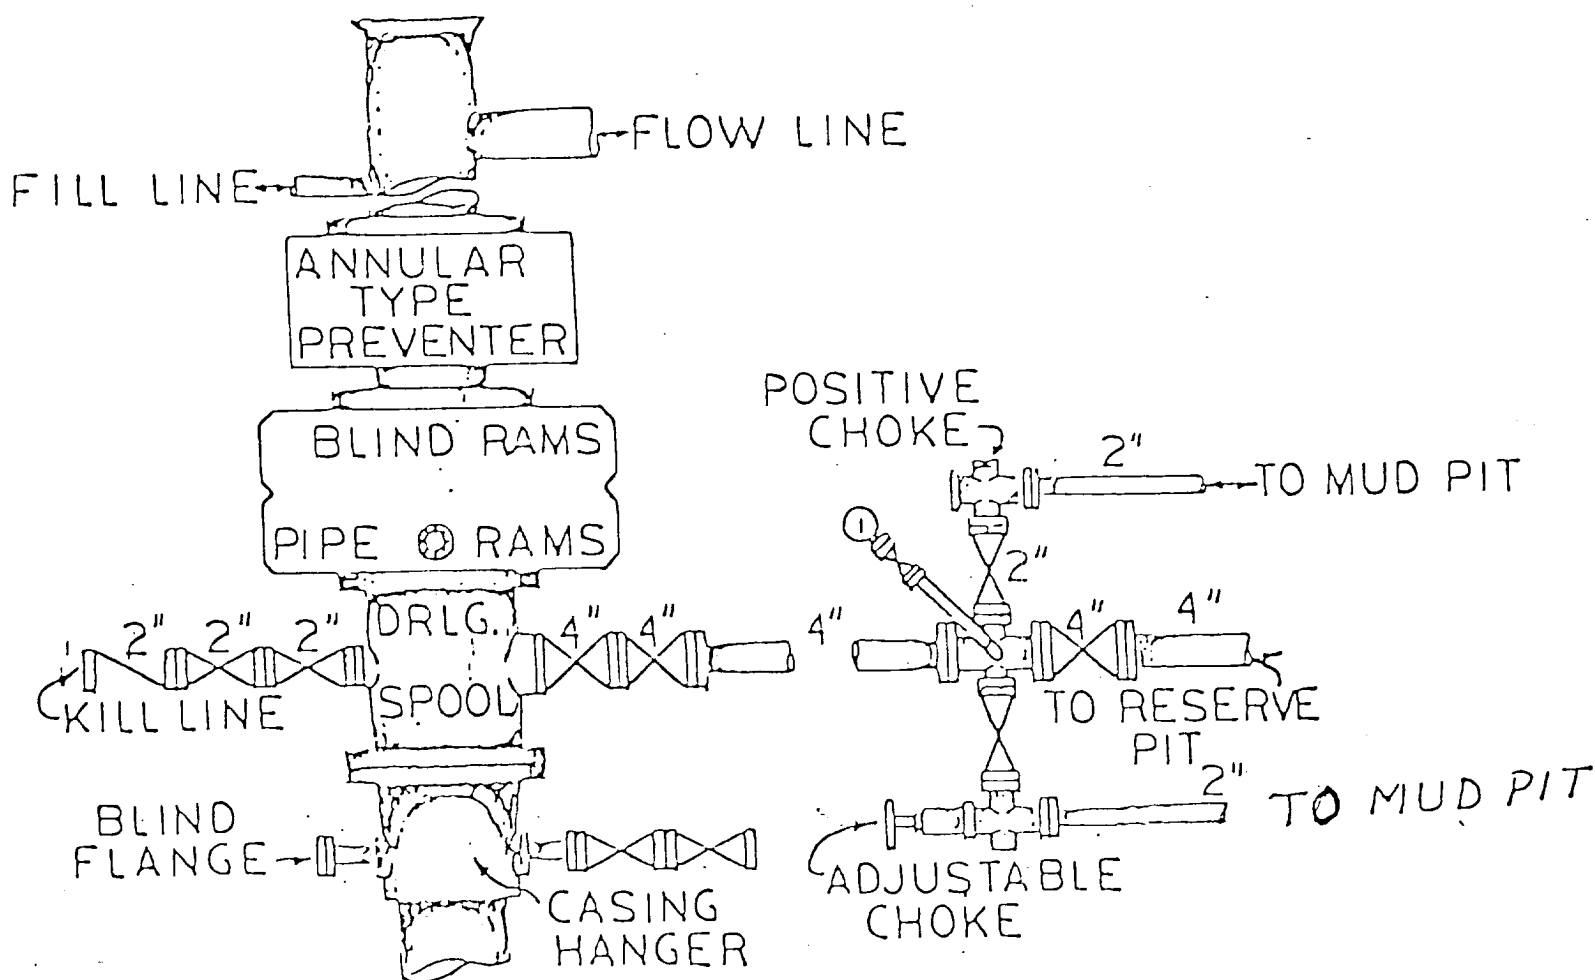 FLOW LINE
FILL LINE
ANNULAR
TYPE
PREVENTER
BLIND RAMS
PIPE RAMS
DRLG.
SPOOL
2" 2" 2"
KILL LINE
4" 4"
4"
BLIND
FLANGE
CASING
HANGER
POSITIVE
CHOKE
2"
TO MUD PIT
1
2"
4" 4"
TO RESERVE
PIT
2"
TO MUD PIT
ADJUSTABLE
CHOKE